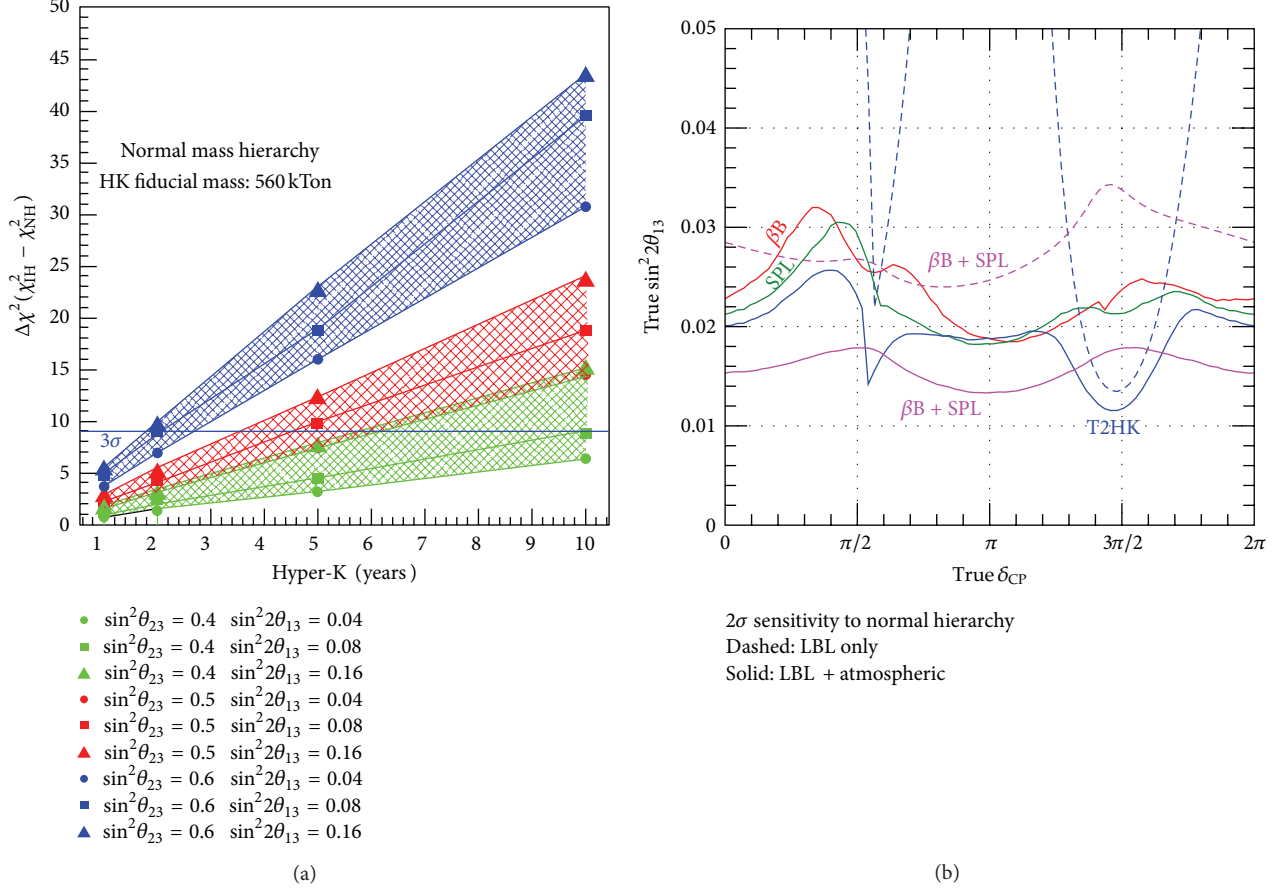 50
45
40
35
30
25
20
15
10
5
0
Δχ²(χ²_IH − χ²_NH)
Normal mass hierarchy
HK fiducial mass: 560 kTon
3σ
1 2 3 4 5 6 7 8 9 10
Hyper-K (years)
sin²θ₂₃ = 0.4 sin²2θ₁₃ = 0.04
sin²θ₂₃ = 0.4 sin²2θ₁₃ = 0.08
sin²θ₂₃ = 0.4 sin²2θ₁₃ = 0.16
sin²θ₂₃ = 0.5 sin²2θ₁₃ = 0.04
sin²θ₂₃ = 0.5 sin²2θ₁₃ = 0.08
sin²θ₂₃ = 0.5 sin²2θ₁₃ = 0.16
sin²θ₂₃ = 0.6 sin²2θ₁₃ = 0.04
sin²θ₂₃ = 0.6 sin²2θ₁₃ = 0.08
sin²θ₂₃ = 0.6 sin²2θ₁₃ = 0.16
(a)
0.05
0.04
0.03
0.02
0.01
0
True sin² 2θ₁₃
βB
SPL
βB + SPL
βB + SPL
T2HK
0 π/2 π 3π/2 2π
True δ_CP
2σ sensitivity to normal hierarchy
Dashed: LBL only
Solid: LBL + atmospheric
(b)